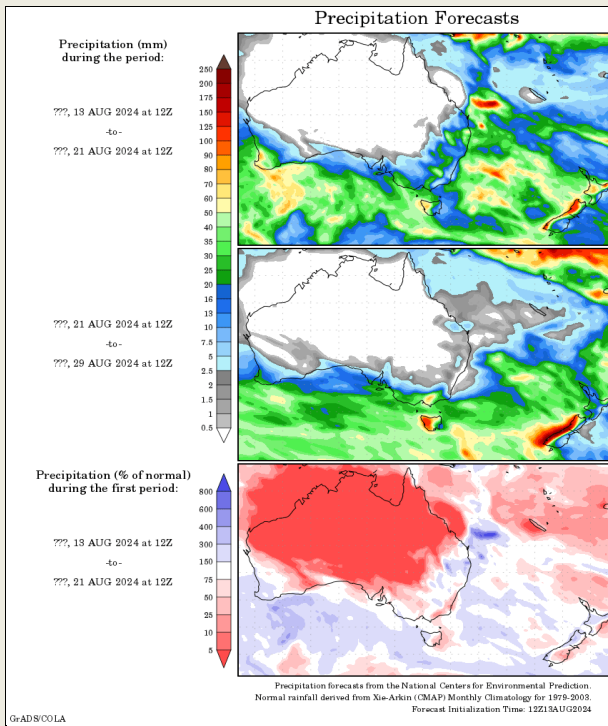 Precipitation Forecasts
Precipitation (mm)
during the period:
???, 13 AUG 2024 at 12Z
-to-
???, 21 AUG 2024 at 12Z
250
200
175
150
125
100
90
80
70
60
50
40
35
30
25
20
16
13
10
7.5
5
2.5
2
1.5
1
0.5
???, 21 AUG 2024 at 12Z
-to-
???, 29 AUG 2024 at 12Z
Precipitation (% of normal)
during the first period:
???, 13 AUG 2024 at 12Z
-to-
???, 21 AUG 2024 at 12Z
800
600
400
300
150
75
50
25
10
5
Precipitation forecasts from the National Centers for Environmental Prediction.
Normal rainfall derived from Xie-Arkin (CMAP) Monthly Climatology for 1979-2003.
Forecast Initialization Time: 12Z13AUG2024
GrADS/COLA